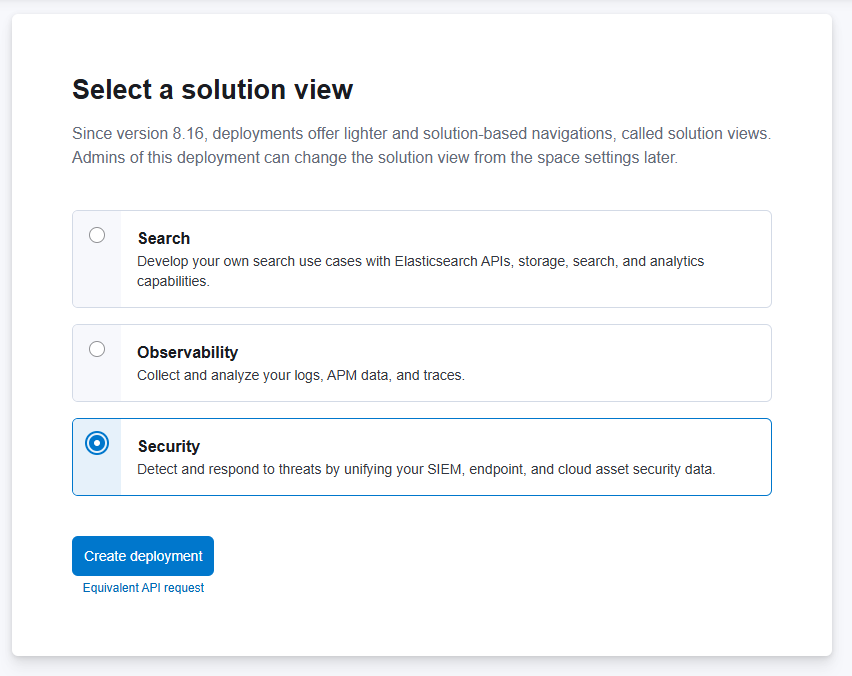 Select a solution view
Since version 8.16, deployments offer lighter and solution-based navigations, called solution views.
Admins of this deployment can change the solution view from the space settings later.
Search
Develop your own search use cases with Elasticsearch APIs, storage, search, and analytics
capabilities.
Observability
Collect and analyze your logs, APM data, and traces.
Security
Detect and respond to threats by unifying your SIEM, endpoint, and cloud asset security data.
Create deployment
Equivalent API request